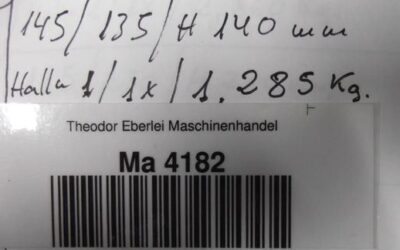 145/135/H 140 mm
Halle 1/1x/1.285 Kg.
Theodor Eberlei Maschinenhandel
Ma 4182